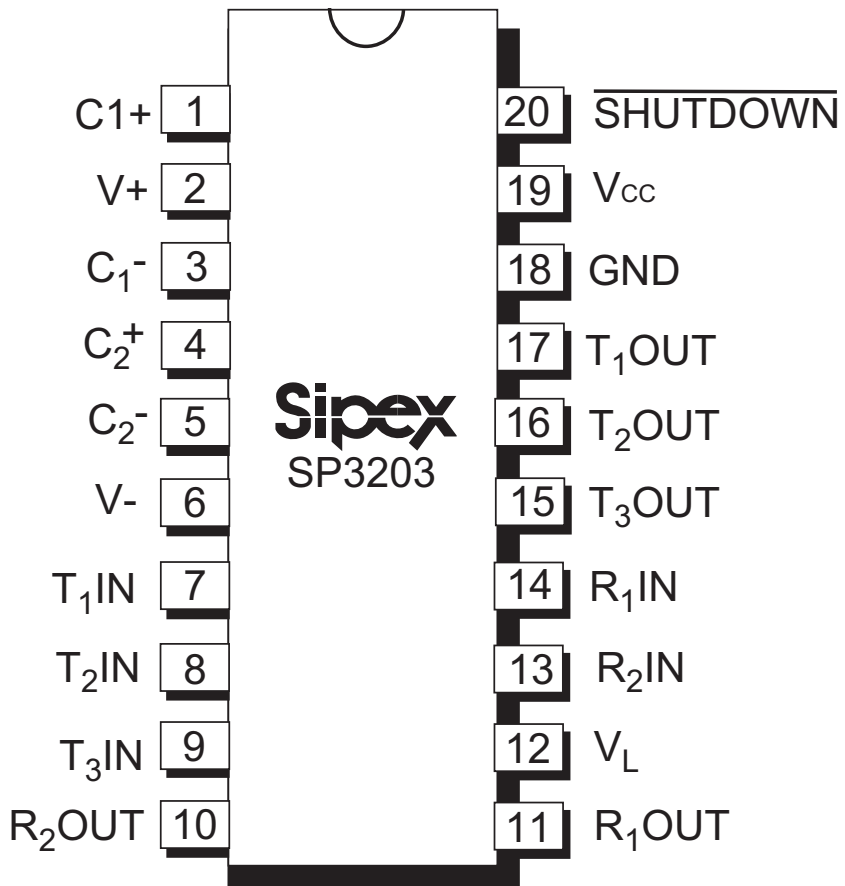 C1+ 1
V+ 2
C₁- 3
C₂+ 4
C₂- 5
V- 6
T₁IN 7
T₂IN 8
T₃IN 9
R₂OUT 10
Sipex
SP3203
20 SHUTDOWN
19 Vcc
18 GND
17 T₁OUT
16 T₂OUT
15 T₃OUT
14 R₁IN
13 R₂IN
12 V_L
11 R₁OUT